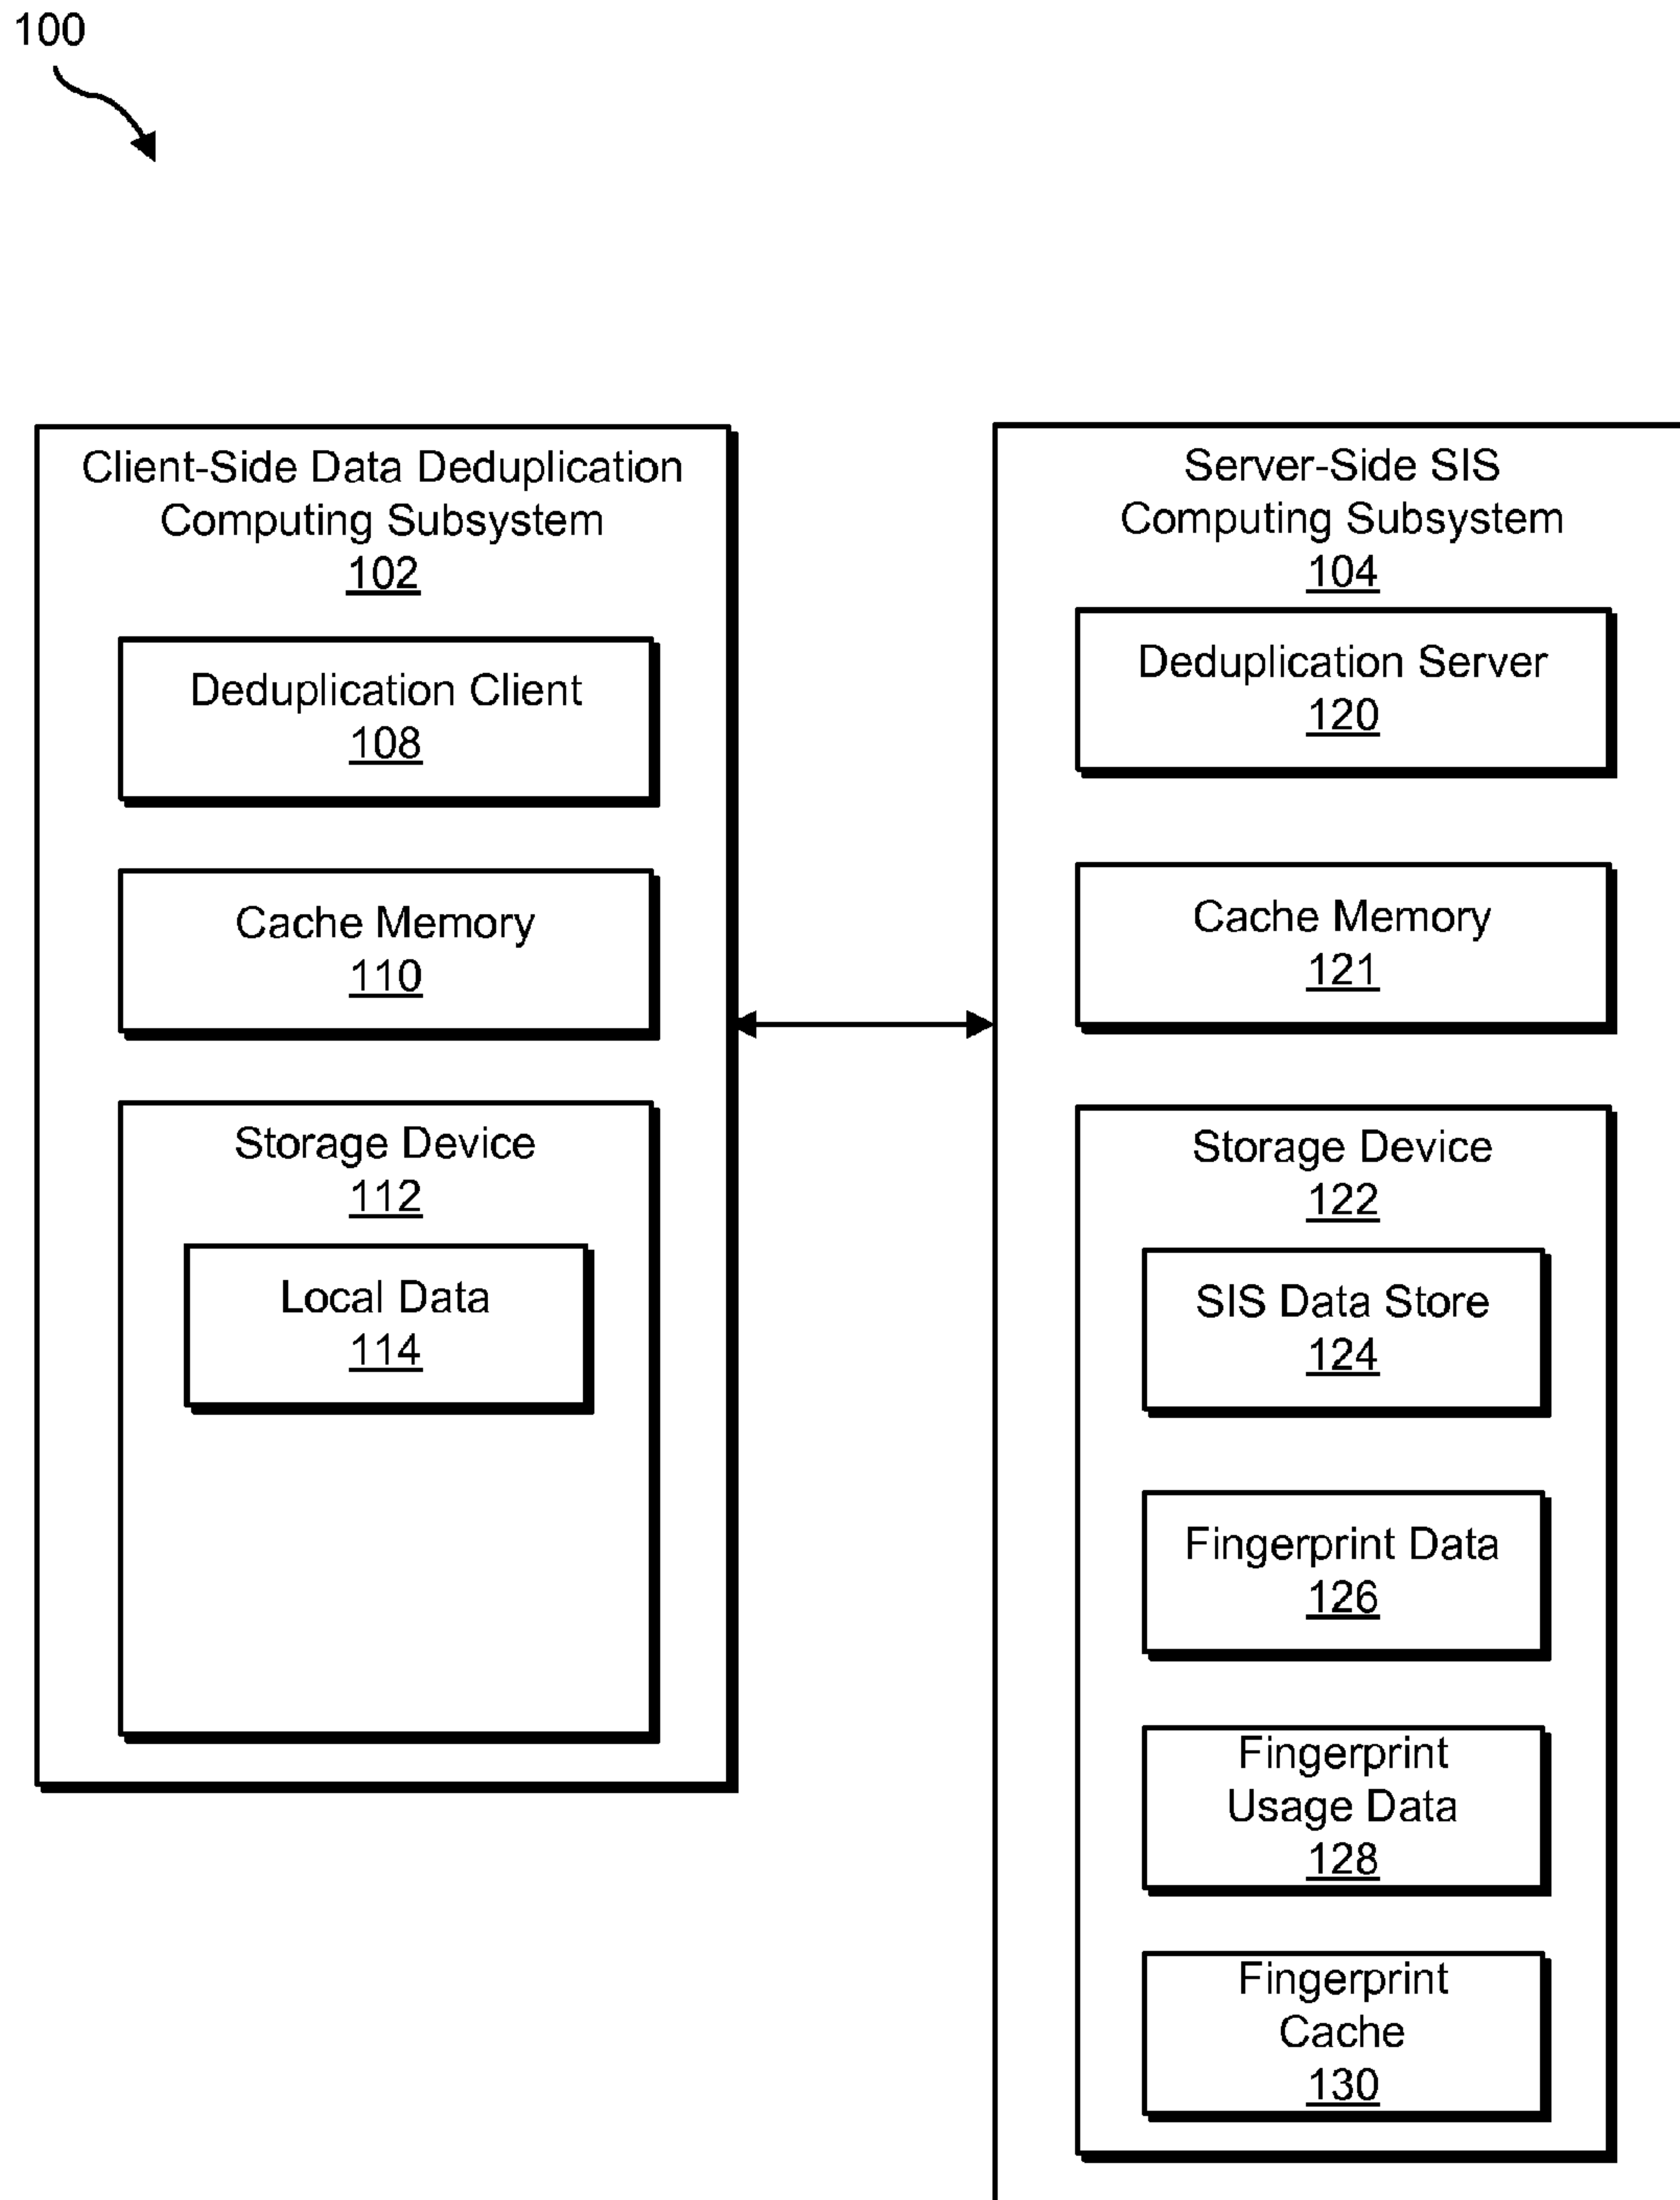 100
Client-Side Data Deduplication
Computing Subsystem
102
Deduplication Client
108
Cache Memory
110
Storage Device
112
Local Data
114
Server-Side SIS
Computing Subsystem
104
Deduplication Server
120
Cache Memory
121
Storage Device
122
SIS Data Store
124
Fingerprint Data
126
Fingerprint
Usage Data
128
Fingerprint
Cache
130